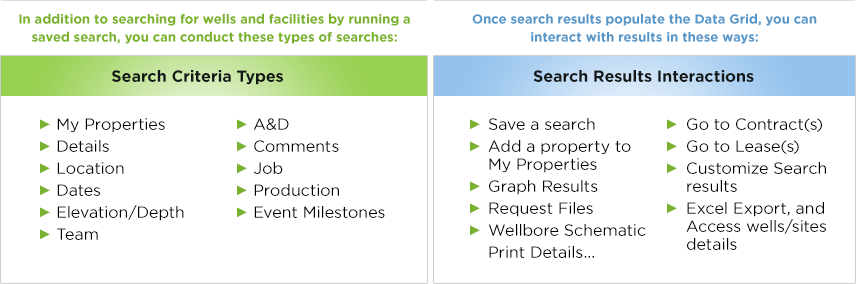 In addition to searching for wells and facilities by running a
saved search, you can conduct these types of searches:
Search Criteria Types
My Properties
Details
Location
Dates
Elevation/Depth
Team
A&D
Comments
Job
Production
Event Milestones
Once search results populate the Data Grid, you can
interact with results in these ways:
Search Results Interactions
Save a search
Add a property to
My Properties
Graph Results
Request Files
Wellbore Schematic
Print Details...
Go to Contract(s)
Go to Lease(s)
Customize Search
results
Excel Export, and
Access wells/sites
details